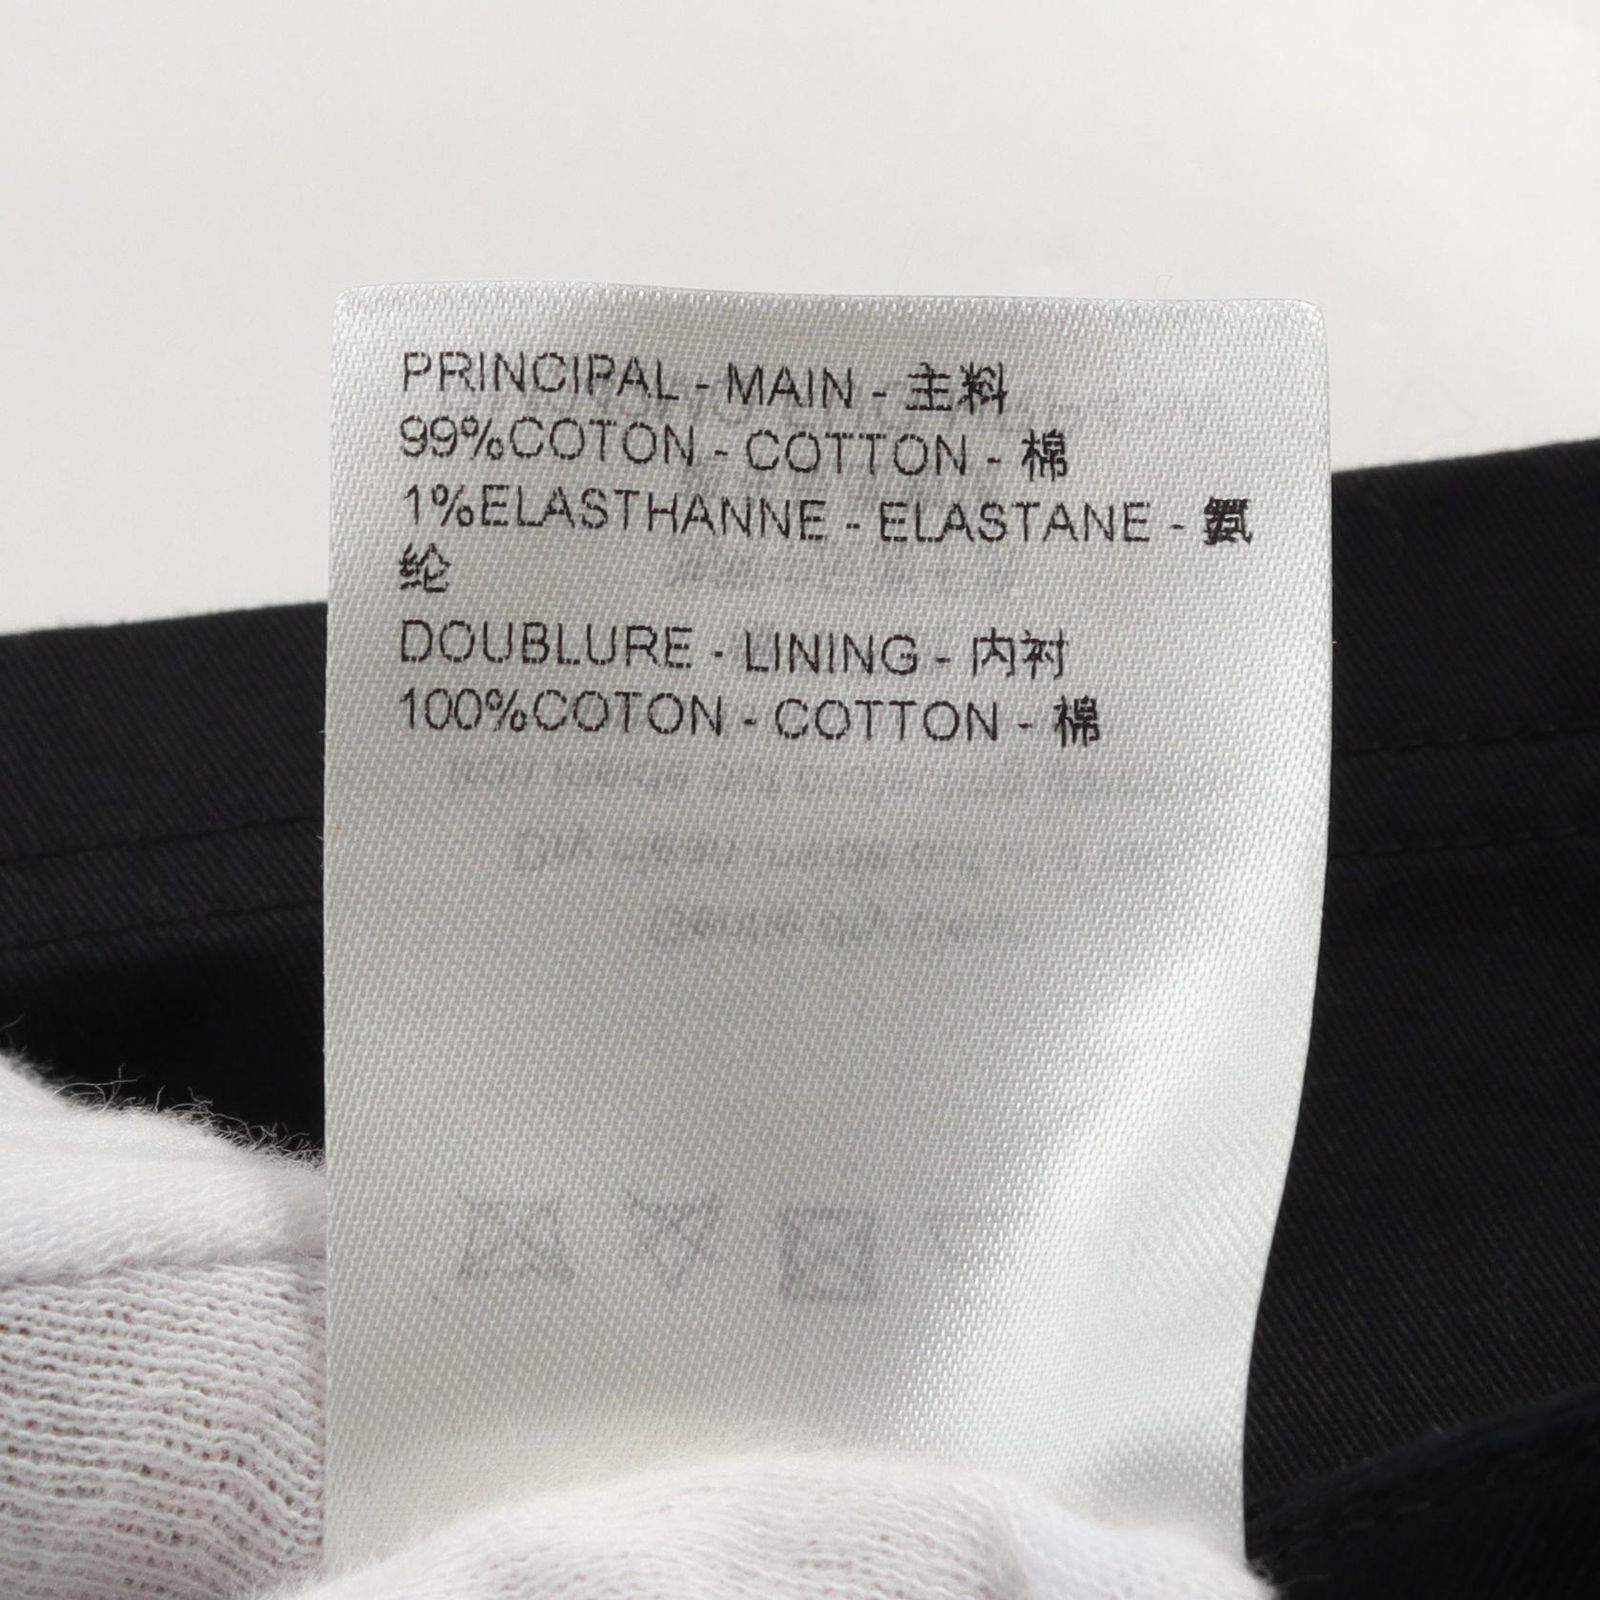 PRINCIPAL - MAIN - 主料
99%COTON - COTTON - 棉
1%ELASTHANNE - ELASTANE - 氨
纶
DOUBLURE - LINING - 内衬
100%COTON - COTTON - 棉